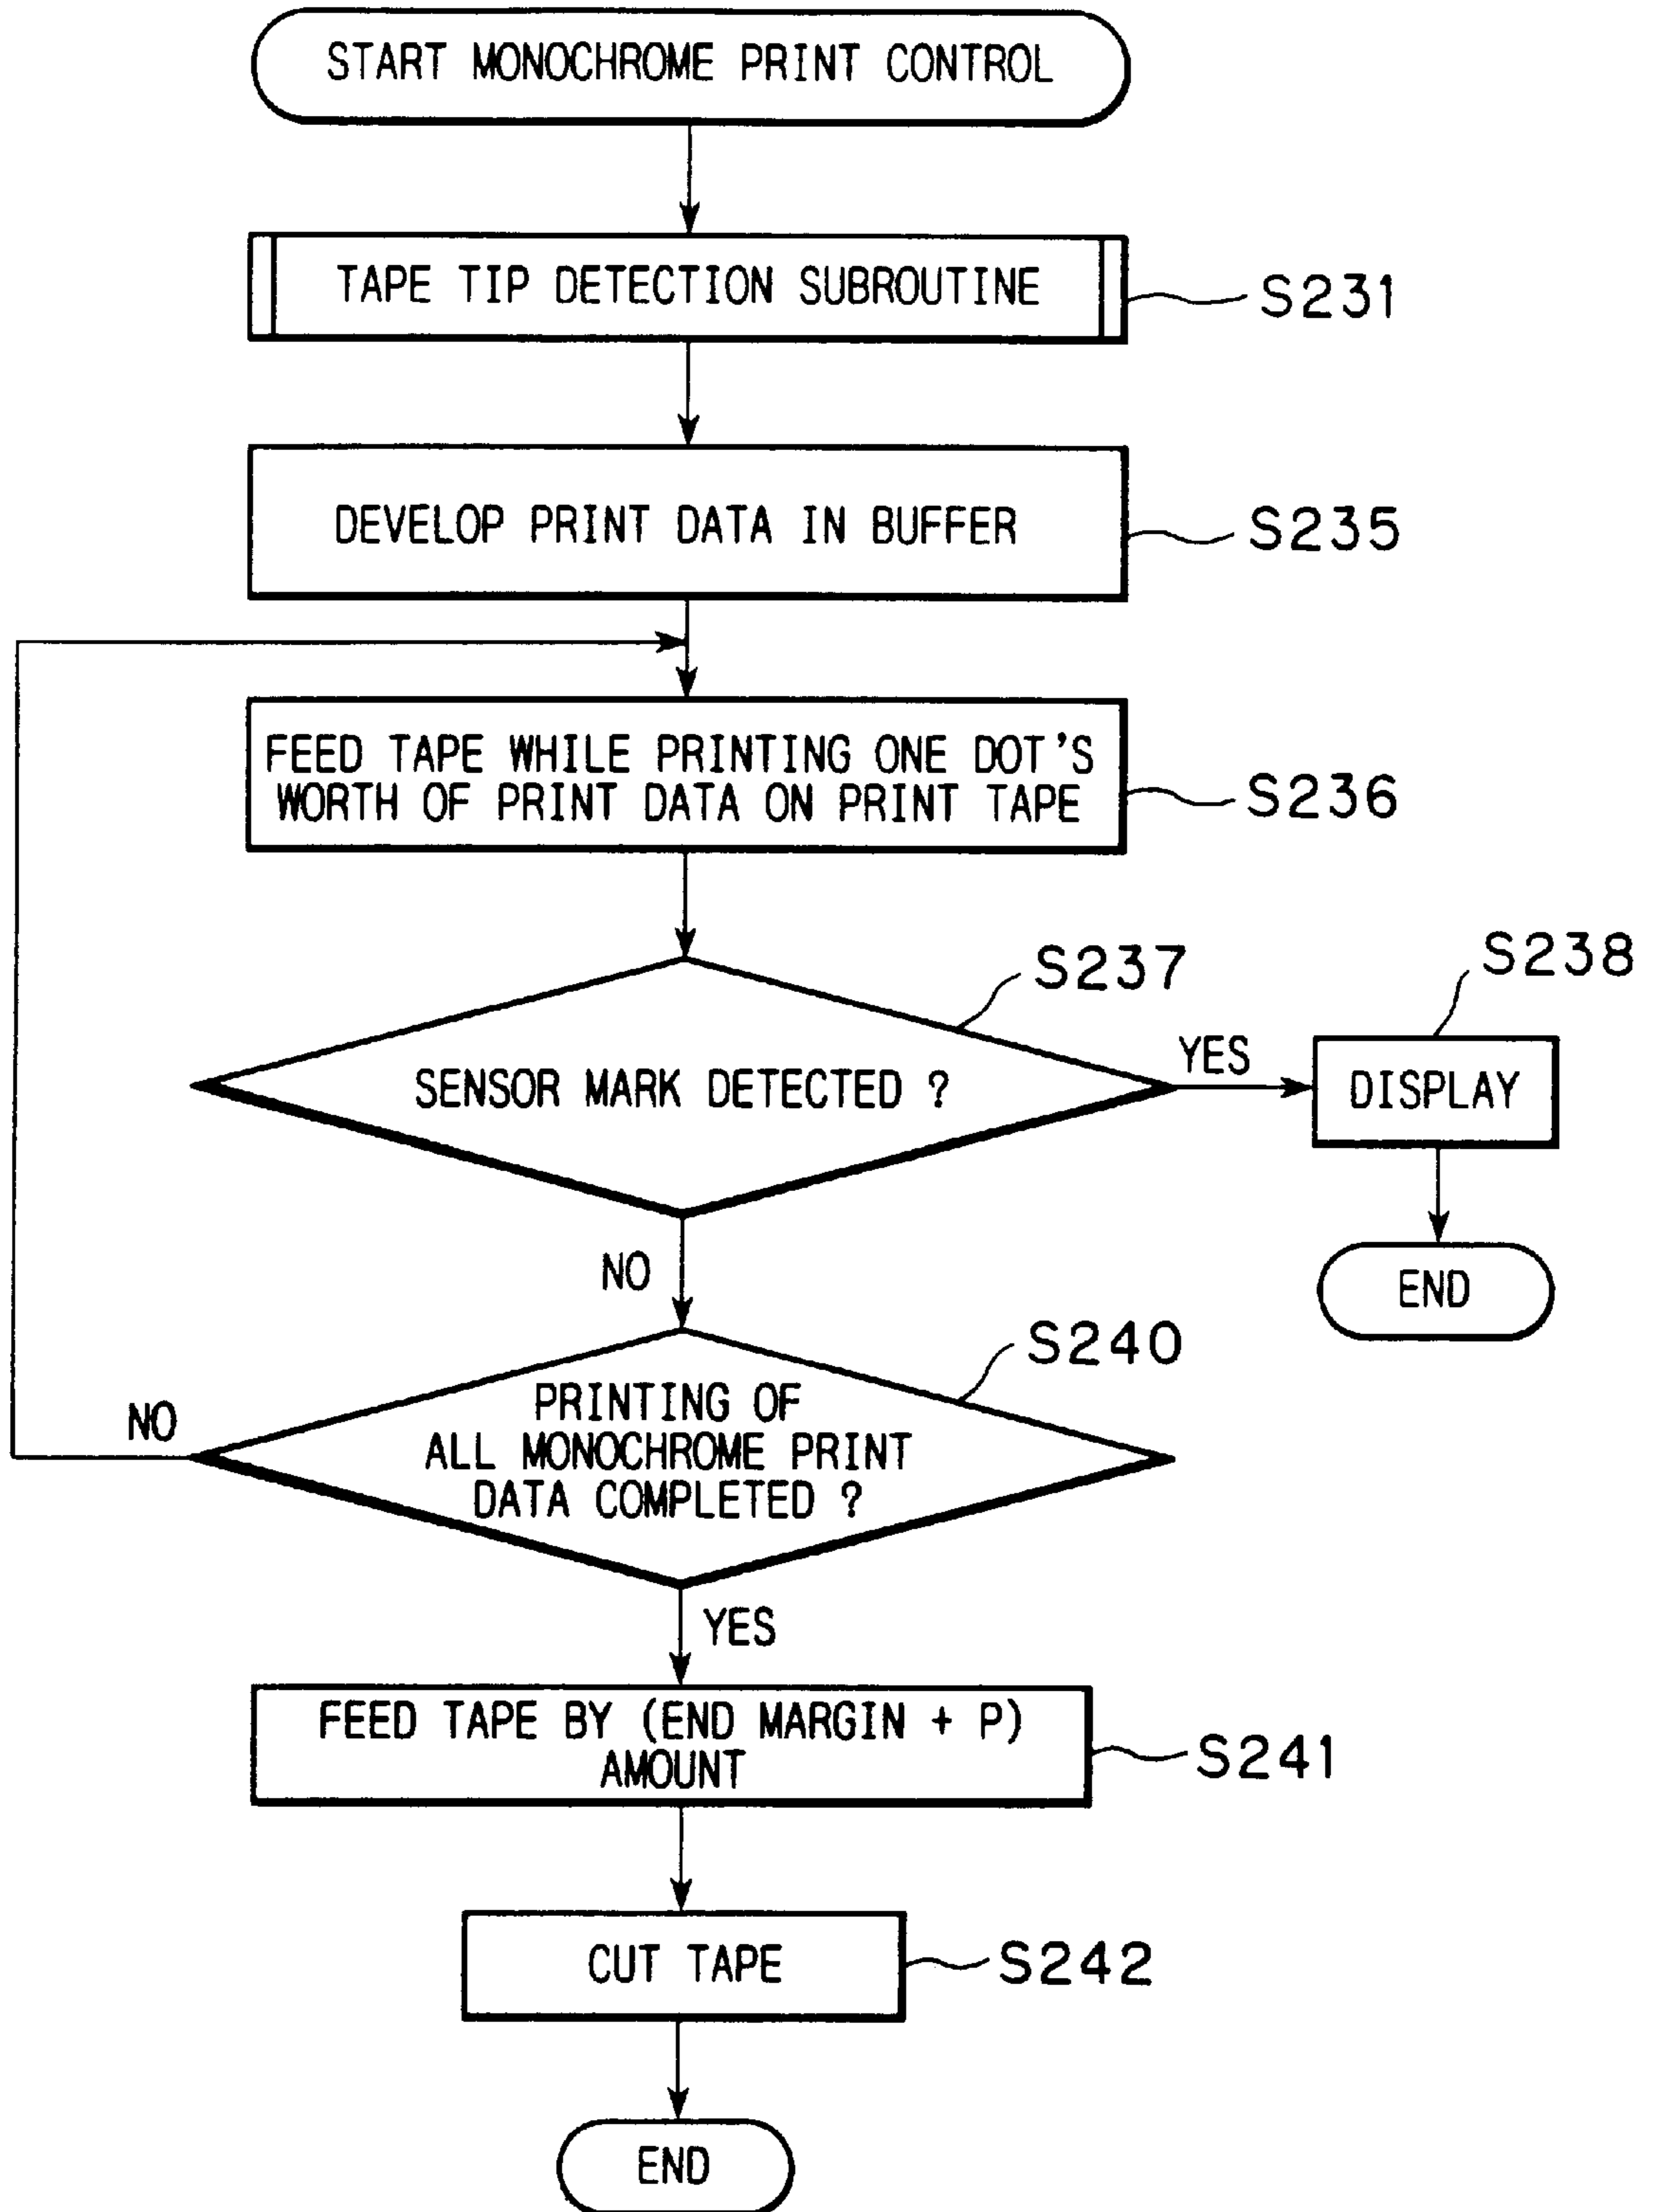 START MONOCHROME PRINT CONTROL
TAPE TIP DETECTION SUBROUTINE
S231
DEVELOP PRINT DATA IN BUFFER
S235
FEED TAPE WHILE PRINTING ONE DOT'S
WORTH OF PRINT DATA ON PRINT TAPE
S236
S237
S238
SENSOR MARK DETECTED ?
YES
DISPLAY
NO
END
S240
PRINTING OF
ALL MONOCHROME PRINT
DATA COMPLETED ?
NO
YES
FEED TAPE BY (END MARGIN + P)
AMOUNT
S241
CUT TAPE
S242
END